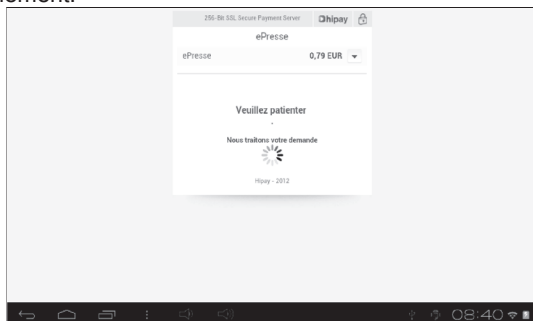 256-Bit SSL Secure Payment Server hipay
ePresse
ePresse 0,79 EUR
Veuillez patienter
Nous traitons votre demande
Hipay - 2012
08:40